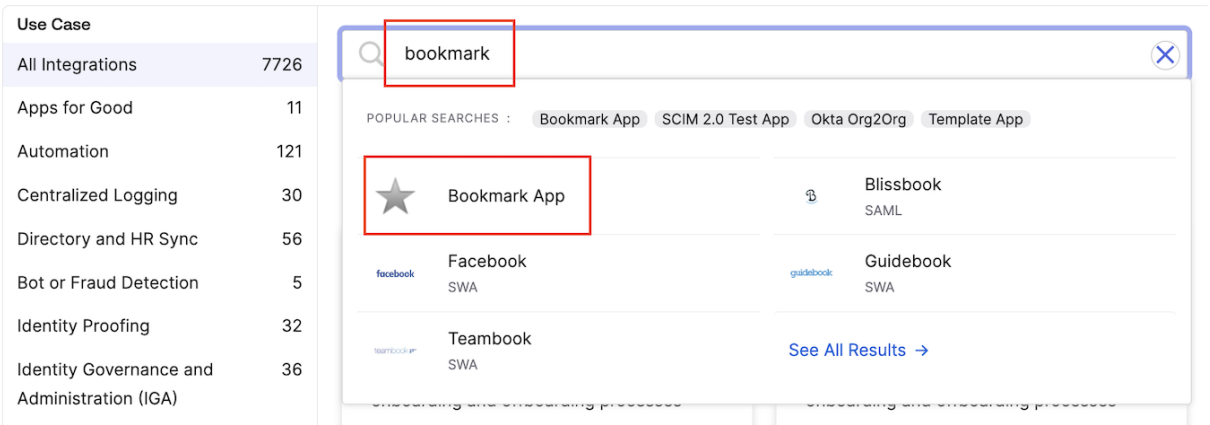 Use Case
All Integrations 7726
Apps for Good 11
Automation 121
Centralized Logging 30
Directory and HR Sync 56
Bot or Fraud Detection 5
Identity Proofing 32
Identity Governance and 36
Administration (IGA)
bookmark
POPULAR SEARCHES : Bookmark App SCIM 2.0 Test App Okta Org2Org Template App
Bookmark App
Blissbook
SAML
facebook
Facebook
SWA
guidebook
Guidebook
SWA
teambook
Teambook
SWA
See All Results →